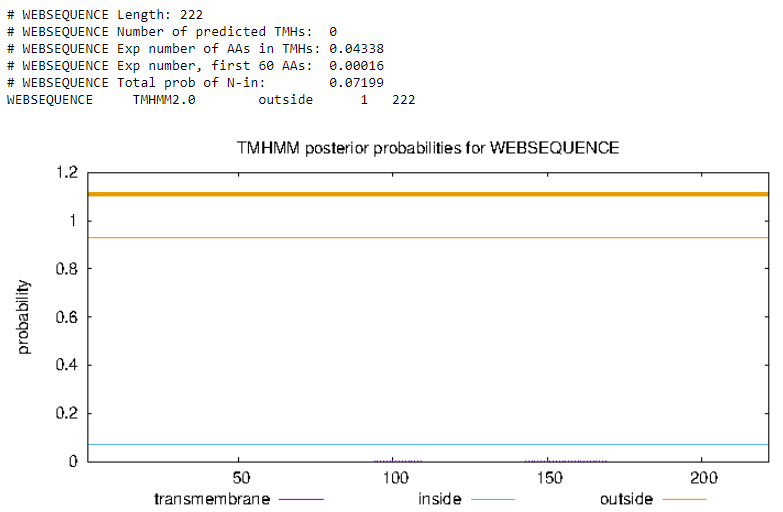 # WEBSEQUENCE Length: 222
# WEBSEQUENCE Number of predicted TMHs:  0
# WEBSEQUENCE Exp number of AAs in TMHs: 0.04338
# WEBSEQUENCE Exp number, first 60 AAs:  0.00016
# WEBSEQUENCE Total prob of N-in:        0.07199
WEBSEQUENCE     TMHMM2.0        outside      1   222
TMHMM posterior probabilities for WEBSEQUENCE
1.2
1
0.8
0.6
0.4
0.2
0
probability
50 100 150 200
transmembrane inside outside